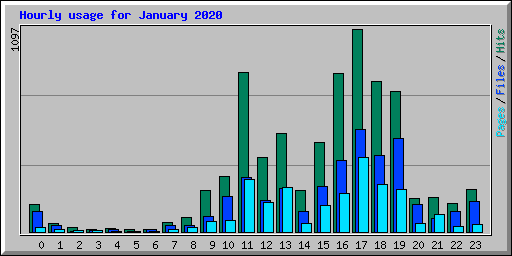 Hourly usage for January 2020
1097
Pages/Files/Hits
0 1 2 3 4 5 6 7 8 9 10 11 12 13 14 15 16 17 18 19 20 21 22 23